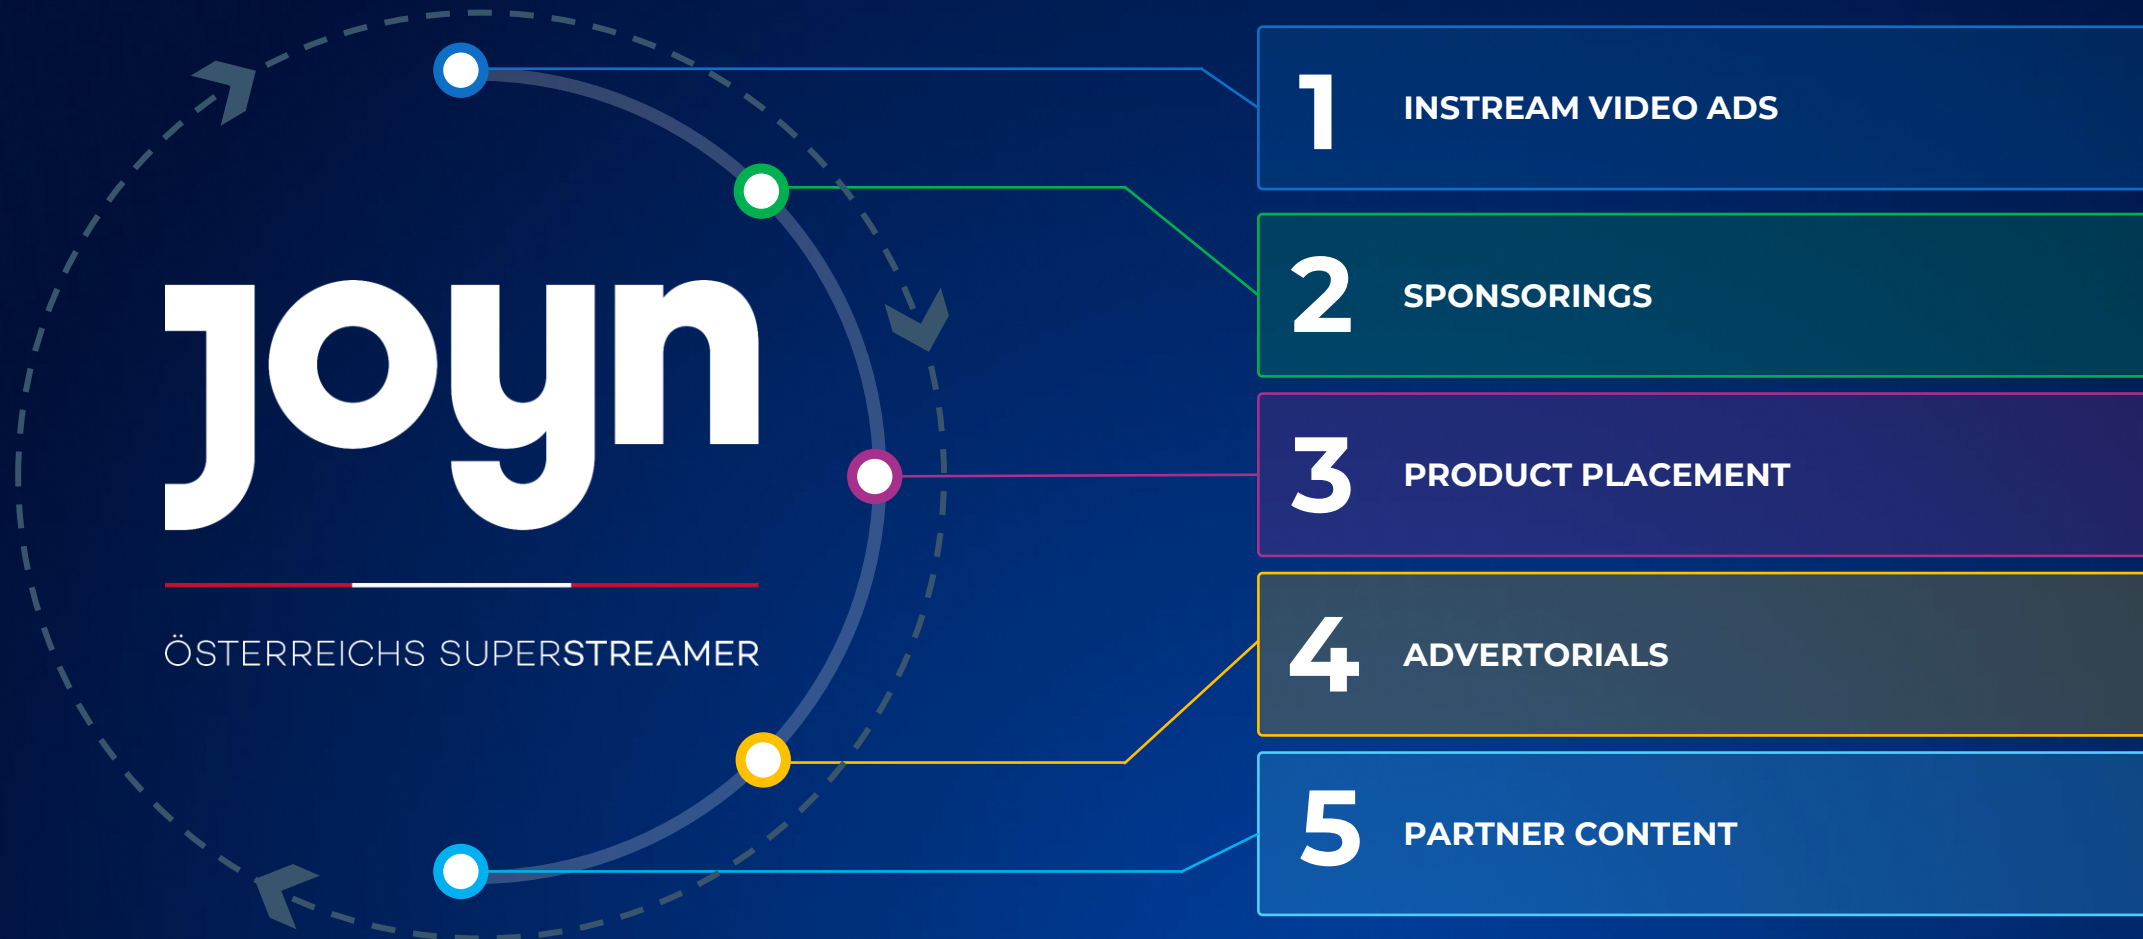 joyn
ÖSTERREICHS SUPERSTREAMER
1 INSTREAM VIDEO ADS
2 SPONSORINGS
3 PRODUCT PLACEMENT
4 ADVERTORIALS
5 PARTNER CONTENT